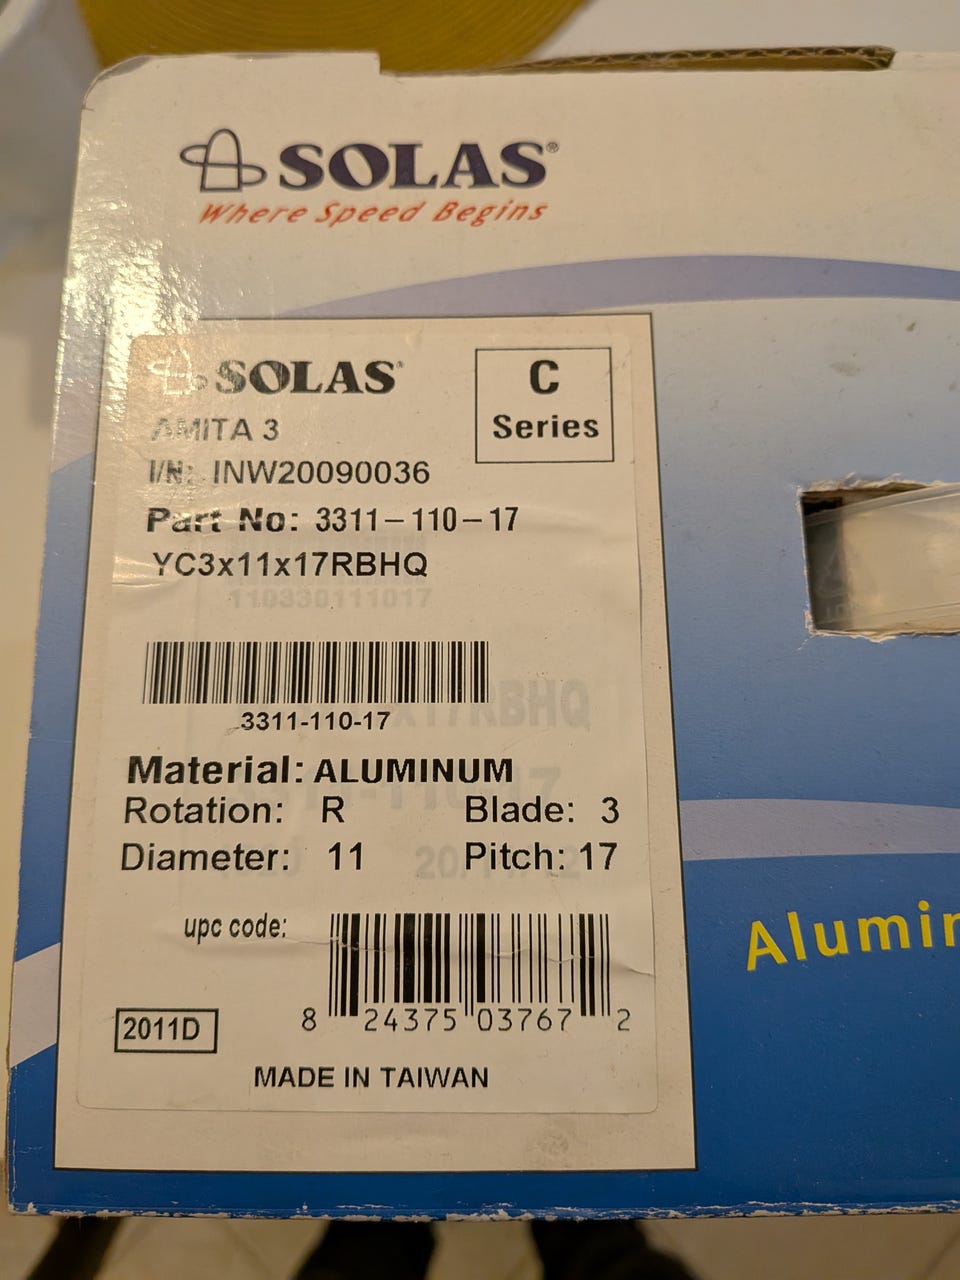 SOLAS®
Where Speed Begins
SOLAS®
C
Series
AMITA 3
I/N: INW20090036
Part No: 3311-110-17
YC3x11x17RBHQ
110330111017
x17RBHQ
3311-110-17
Material: ALUMINUM
Rotation: R Blade: 3
Diameter: 11 Pitch: 17
upc code:
8 24375 03767 2
2011D
MADE IN TAIWAN
Alumin